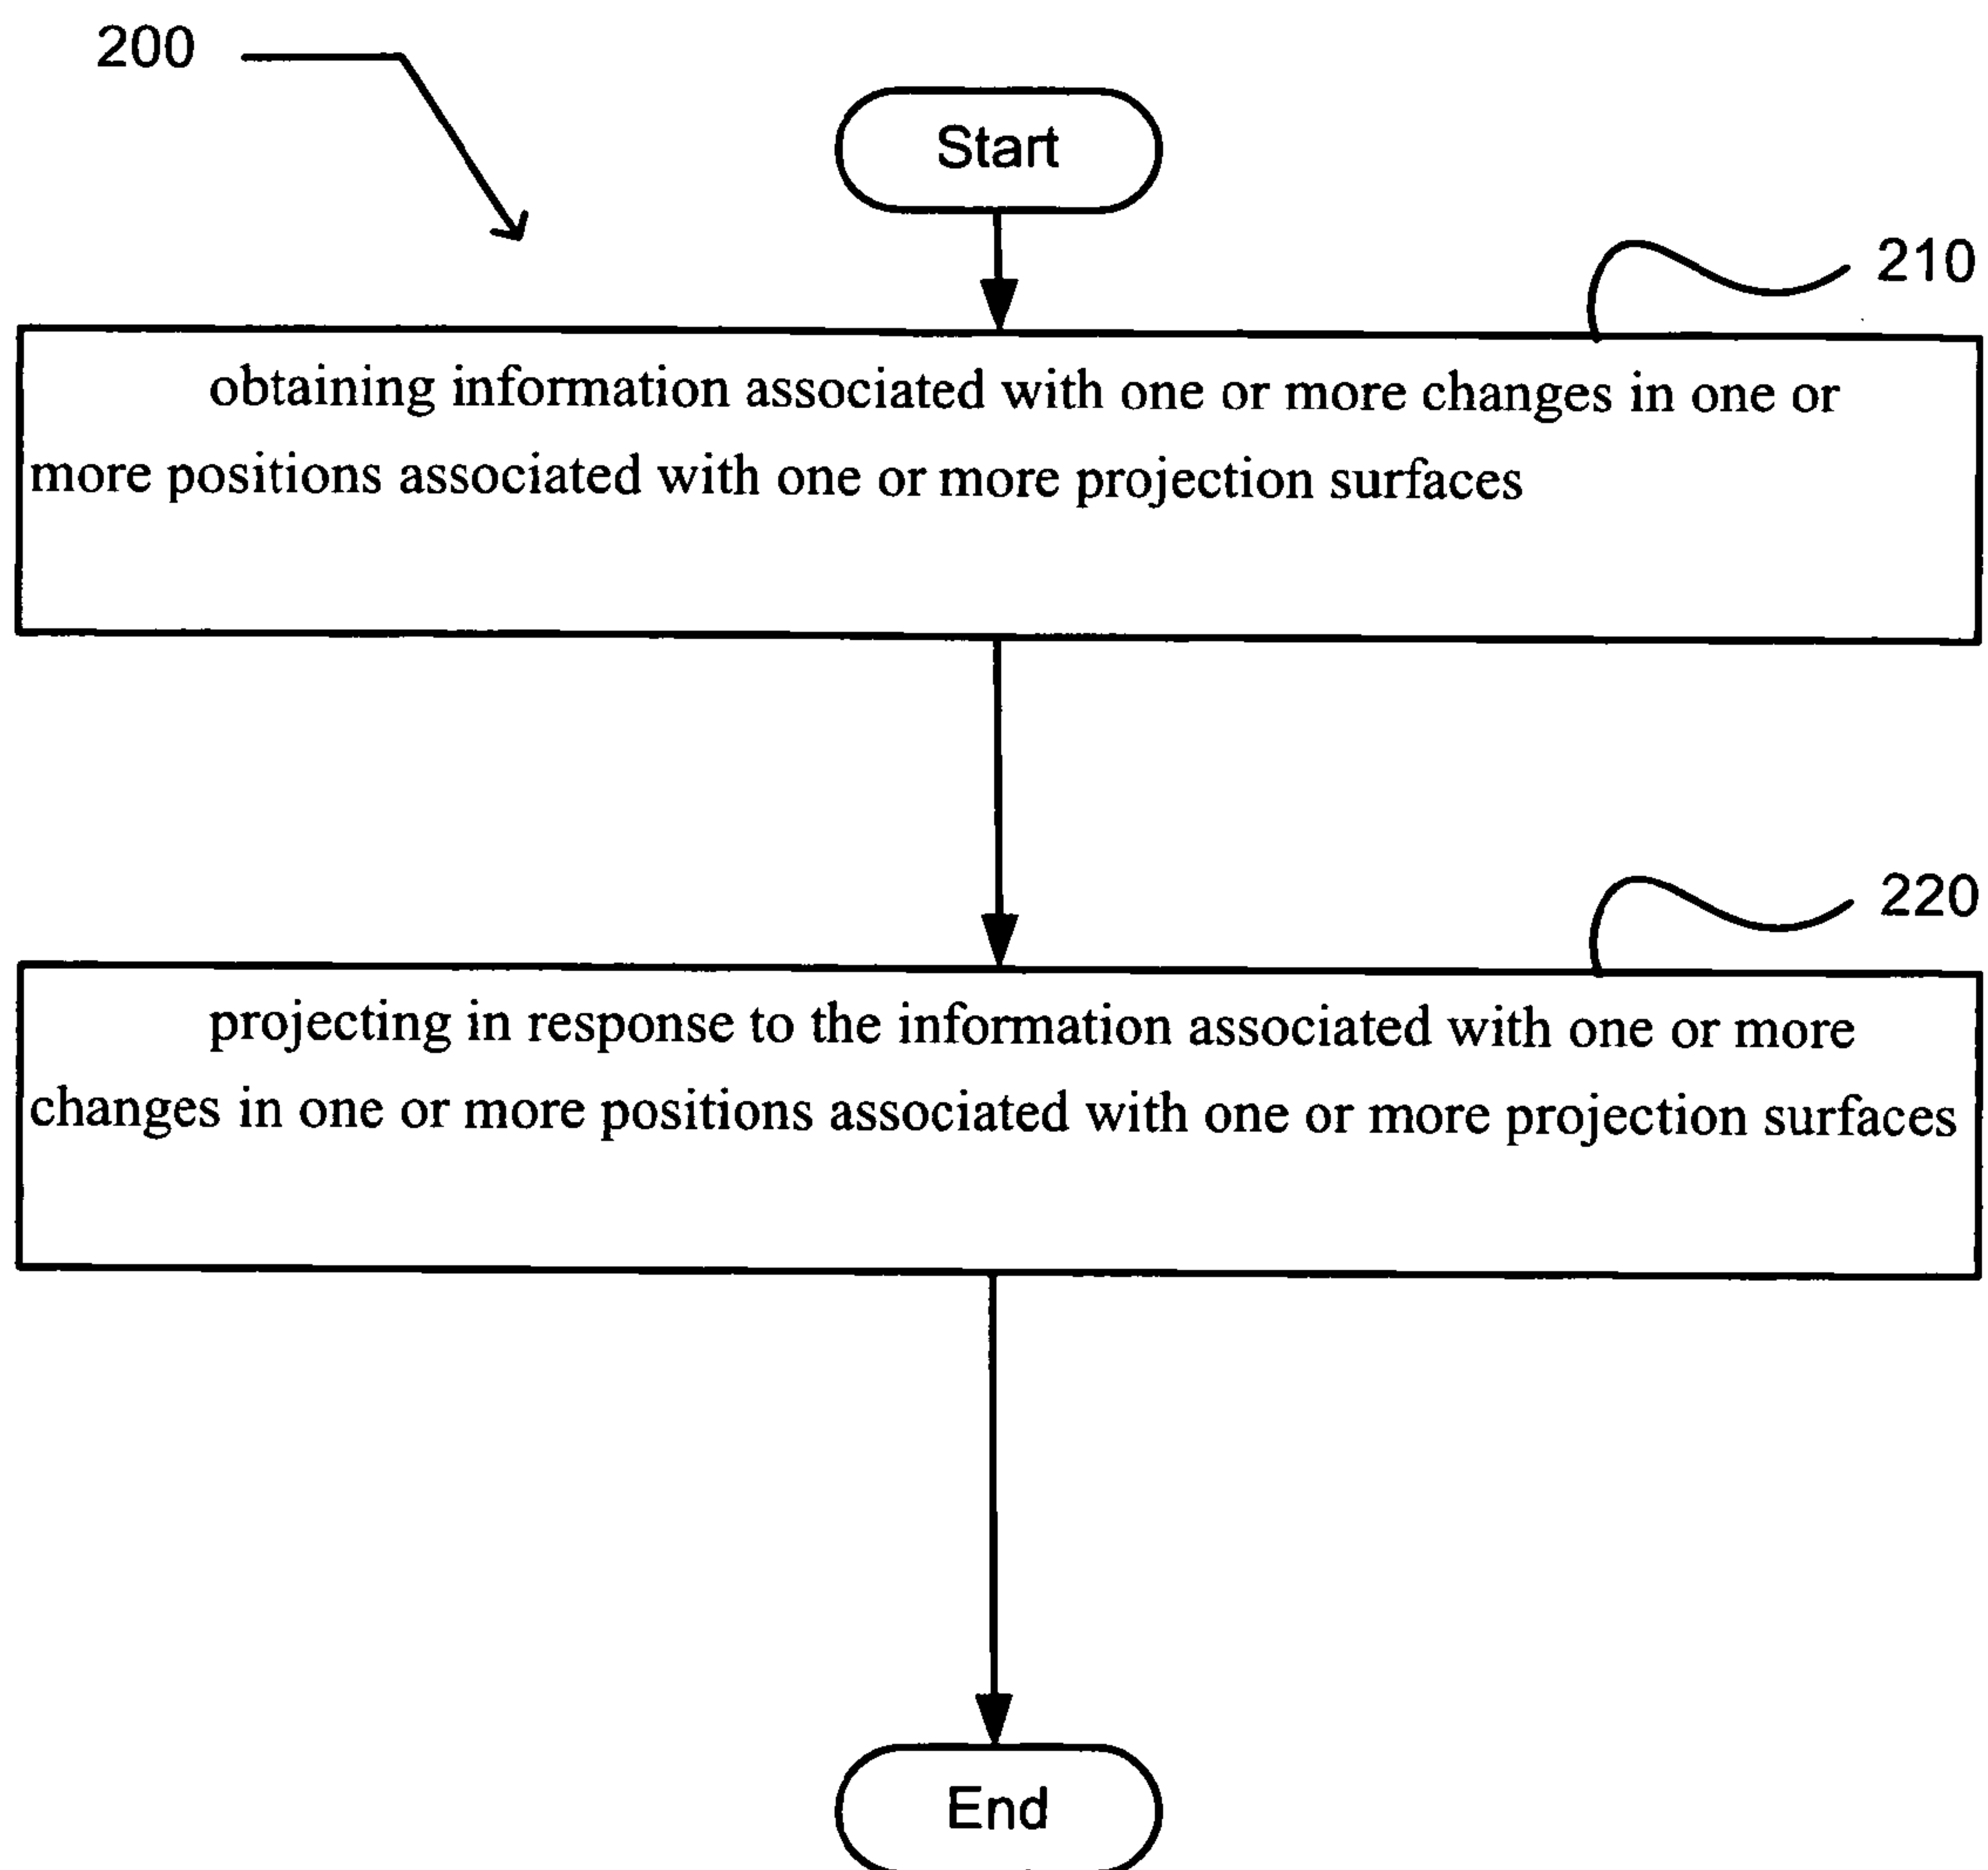 200
Start
210
obtaining information associated with one or more changes in one or
more positions associated with one or more projection surfaces
220
projecting in response to the information associated with one or more
changes in one or more positions associated with one or more projection surfaces
End